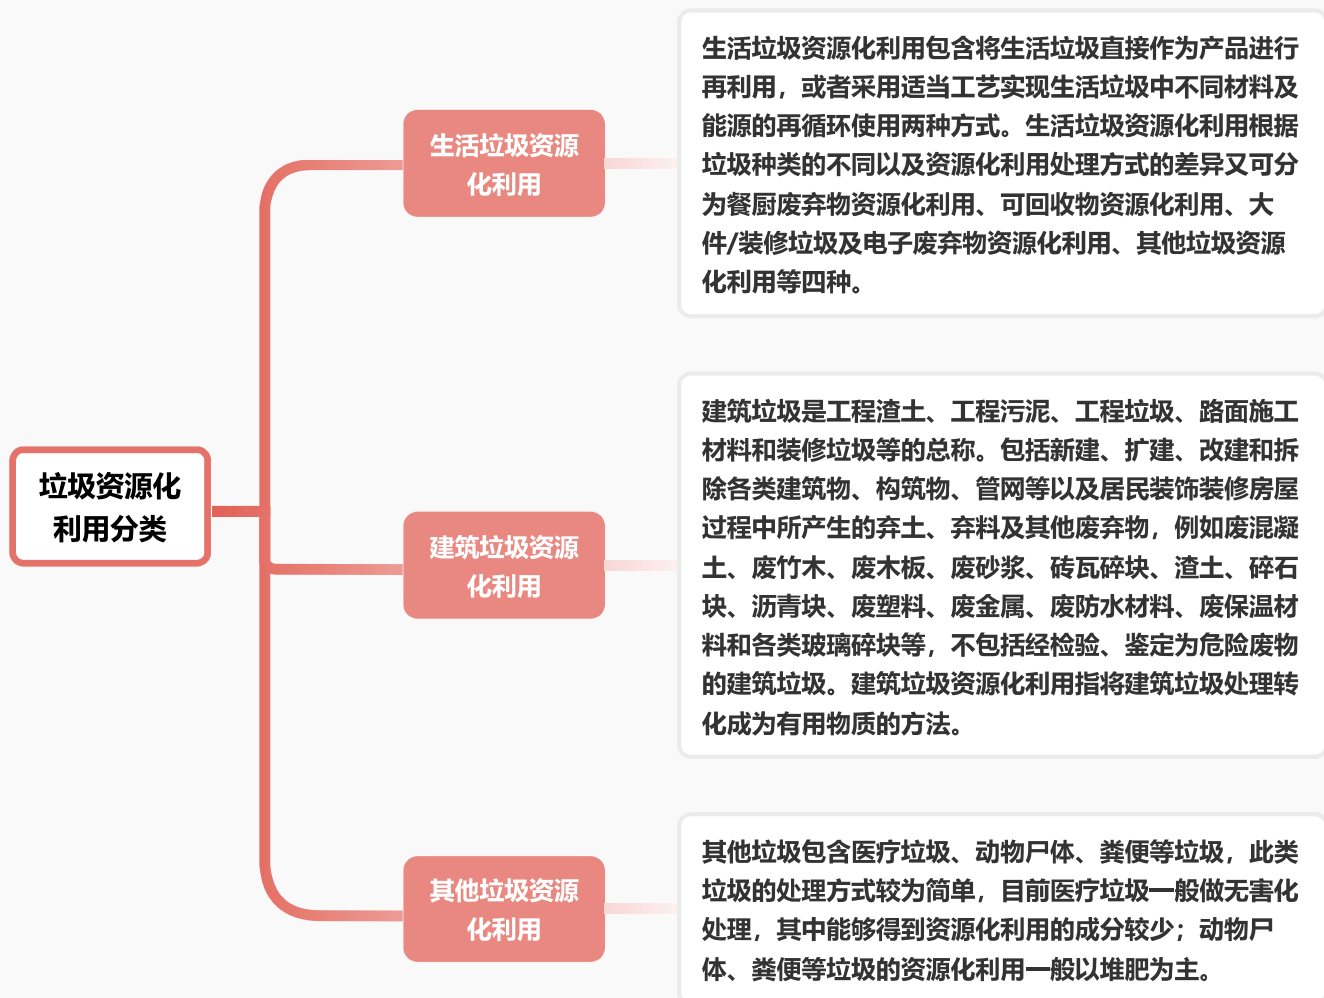 垃圾资源化
利用分类
生活垃圾资源
化利用
生活垃圾资源化利用包含将生活垃圾直接作为产品进行
再利用，或者采用适当工艺实现生活垃圾中不同材料及
能源的再循环使用两种方式。生活垃圾资源化利用根据
垃圾种类的不同以及资源化利用处理方式的差异又可分
为餐厨废弃物资源化利用、可回收物资源化利用、大
件/装修垃圾及电子废弃物资源化利用、其他垃圾资源
化利用等四种。
建筑垃圾资源
化利用
建筑垃圾是工程渣土、工程污泥、工程垃圾、路面施工
材料和装修垃圾等的总称。包括新建、扩建、改建和拆
除各类建筑物、构筑物、管网等以及居民装饰装修房屋
过程中所产生的弃土、弃料及其他废弃物，例如废混凝
土、废竹木、废木板、废砂浆、砖瓦碎块、渣土、碎石
块、沥青块、废塑料、废金属、废防水材料、废保温材
料和各类玻璃碎块等，不包括经检验、鉴定为危险废物
的建筑垃圾。建筑垃圾资源化利用指将建筑垃圾处理转
化成为有用物质的方法。
其他垃圾资源
化利用
其他垃圾包含医疗垃圾、动物尸体、粪便等垃圾，此类
垃圾的处理方式较为简单，目前医疗垃圾一般做无害化
处理，其中能够得到资源化利用的成分较少；动物尸
体、粪便等垃圾的资源化利用一般以堆肥为主。